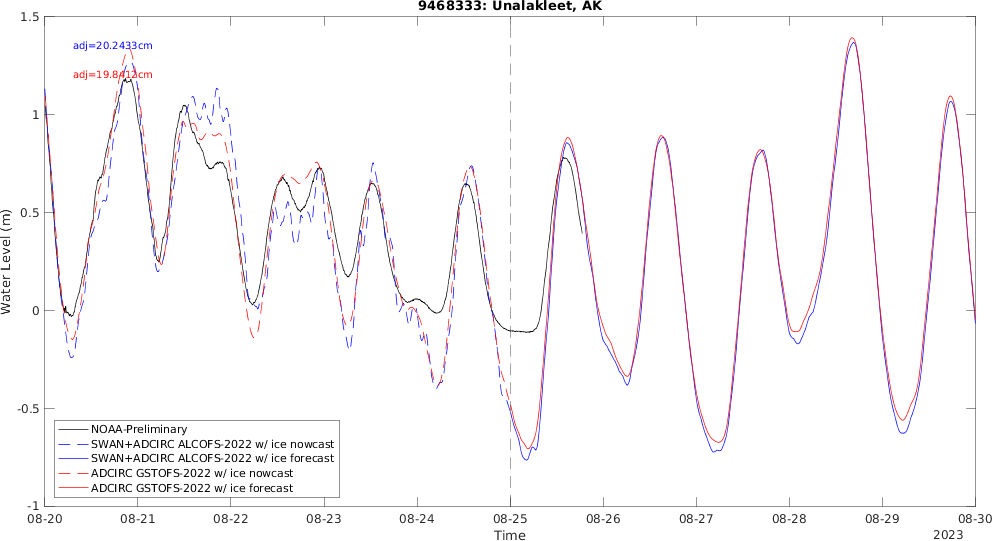 9468333: Unalakleet, AK
1.5
1
0.5
0
-0.5
-1
Water Level (m)
adj=20.2433cm
adj=19.8412cm
NOAA-Preliminary
SWAN+ADCIRC ALCOFS-2022 w/ ice nowcast
SWAN+ADCIRC ALCOFS-2022 w/ ice forecast
ADCIRC GSTOFS-2022 w/ ice nowcast
ADCIRC GSTOFS-2022 w/ ice forecast
08-20 08-21 08-22 08-23 08-24 08-25 08-26 08-27 08-28 08-29 08-30
Time
2023